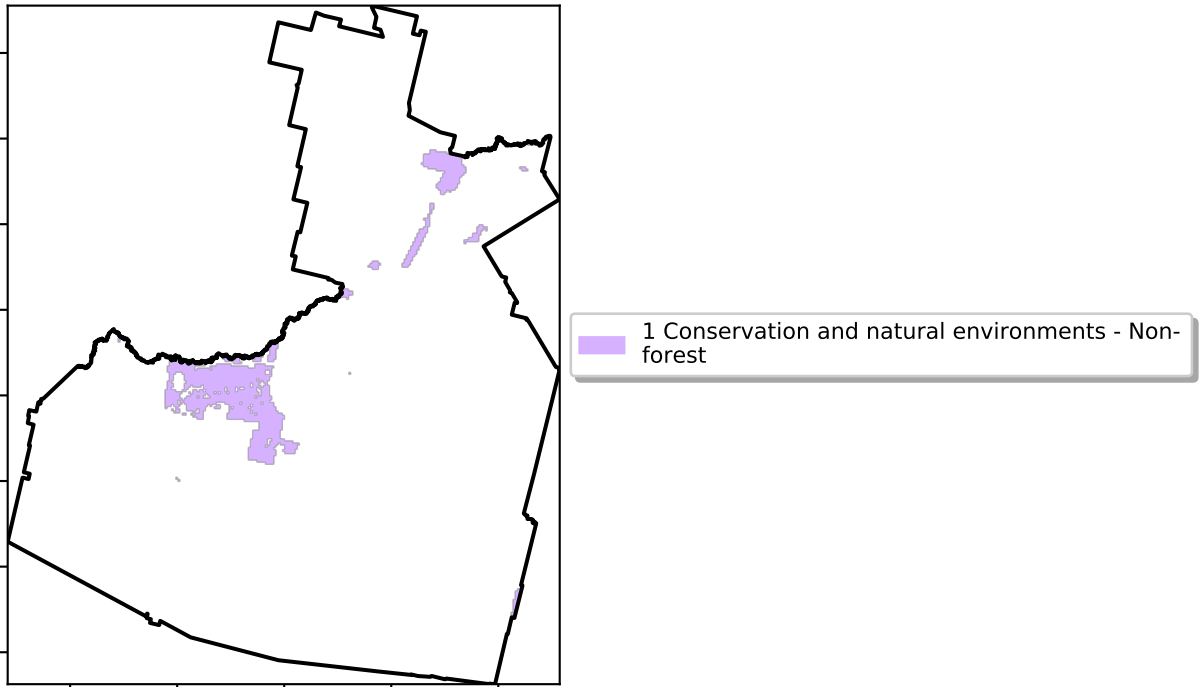 1 Conservation and natural environments - Non-
forest